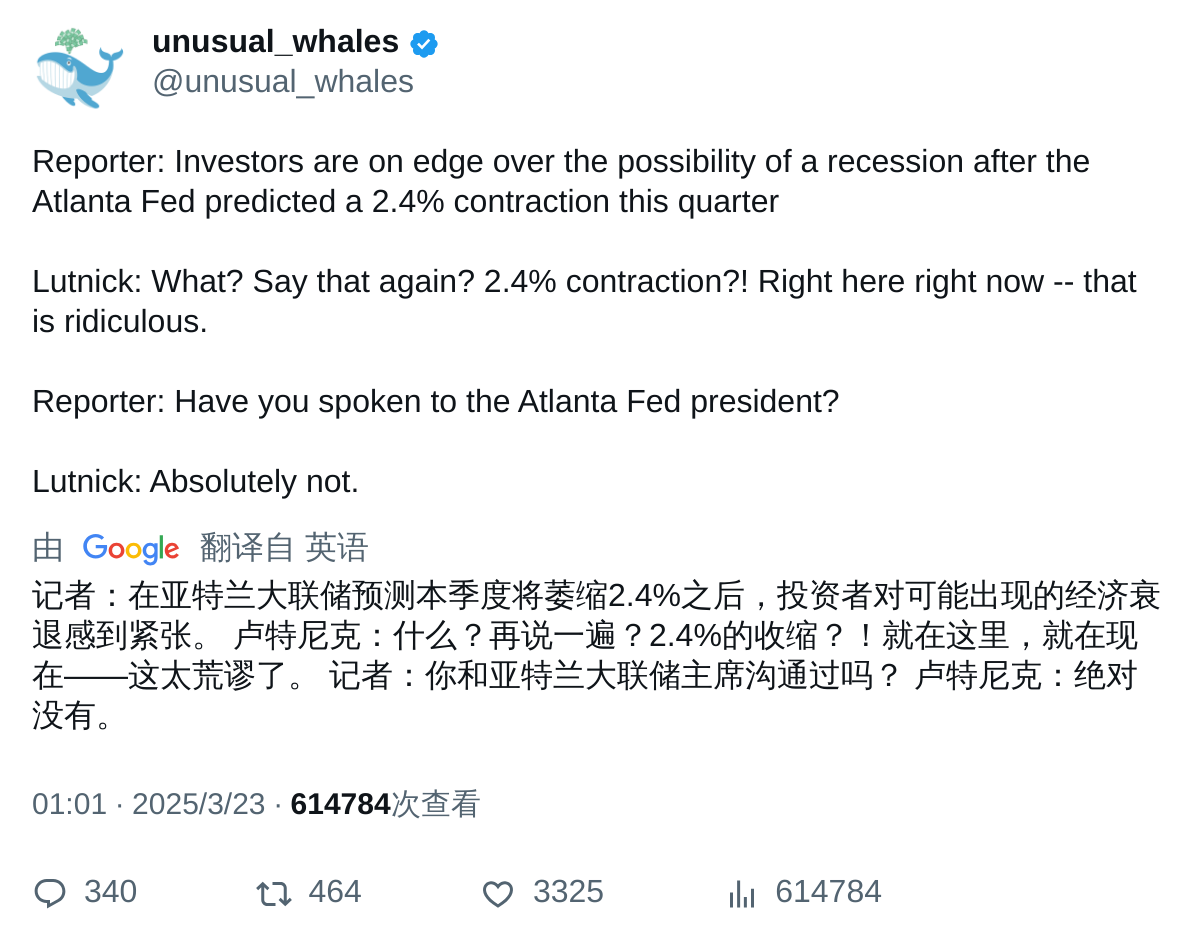 unusual_whales
@unusual_whales
Reporter: Investors are on edge over the possibility of a recession after the
Atlanta Fed predicted a 2.4% contraction this quarter
Lutnick: What? Say that again? 2.4% contraction?! Right here right now -- that
is ridiculous.
Reporter: Have you spoken to the Atlanta Fed president?
Lutnick: Absolutely not.
由 Google 翻译自 英语
记者：在亚特兰大联储预测本季度将萎缩2.4%之后，投资者对可能出现的经济衰
退感到紧张。 卢特尼克：什么？再说一遍？2.4%的收缩？！就在这里，就在现
在——这太荒谬了。 记者：你和亚特兰大联储主席沟通过吗？ 卢特尼克：绝对
没有。
01:01 · 2025/3/23 · 614784次查看
340 464 3325 614784